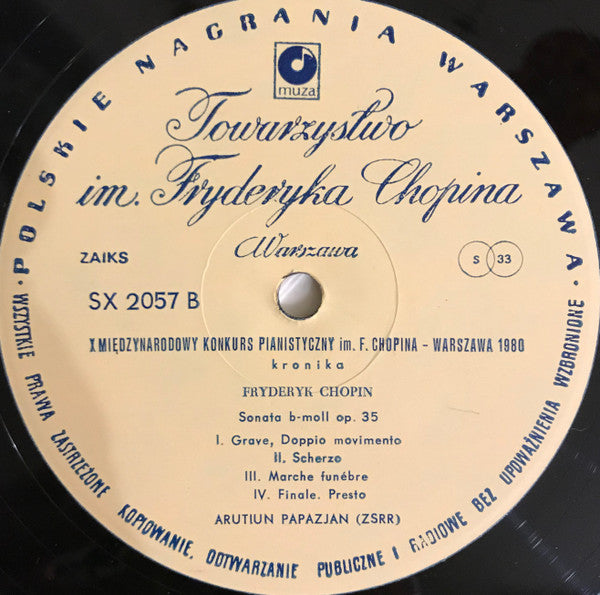 · POLSKIE NAGRANIA WARSZAWA ·
muza
Towarzystwo
im. Fryderyka Chopina
Warszawa
ZAIKS
S 33
SX 2057 B
X MIĘDZYNARODOWY KONKURS PIANISTYCZNY im. F. CHOPINA – WARSZAWA 1980
kronika
FRYDERYK CHOPIN
Sonata b-moll op. 35
I. Grave, Doppio movimento
II. Scherzo
III. Marche funébre
IV. Finale. Presto
ARUTIUN PAPAZJAN (ZSRR)
WSZYSTKIE PRAWA ZASTRZEŻONE KOPIOWANIE, ODTWARZANIE PUBLICZNE I RADIOWE BEZ UPOWAŻNIENIA WZBRONIONE